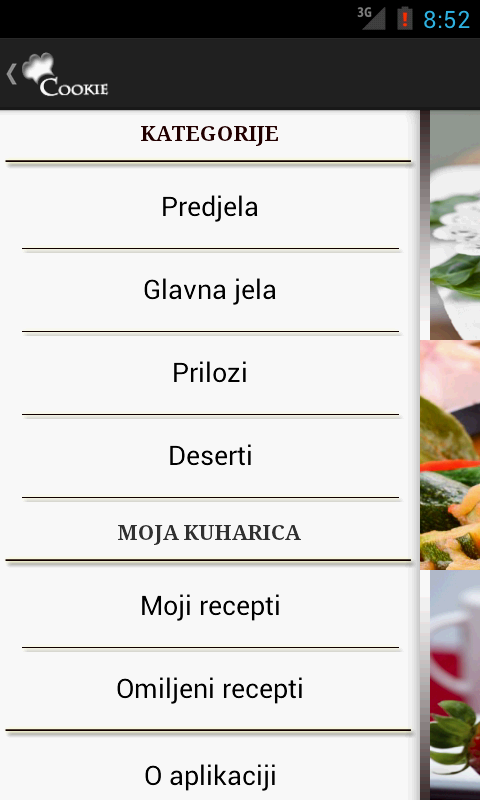 3G
8:52
COOKIE
KATEGORIJE
Predjela
Glavna jela
Prilozi
Deserti
MOJA KUHARICA
Moji recepti
Omiljeni recepti
O aplikaciji